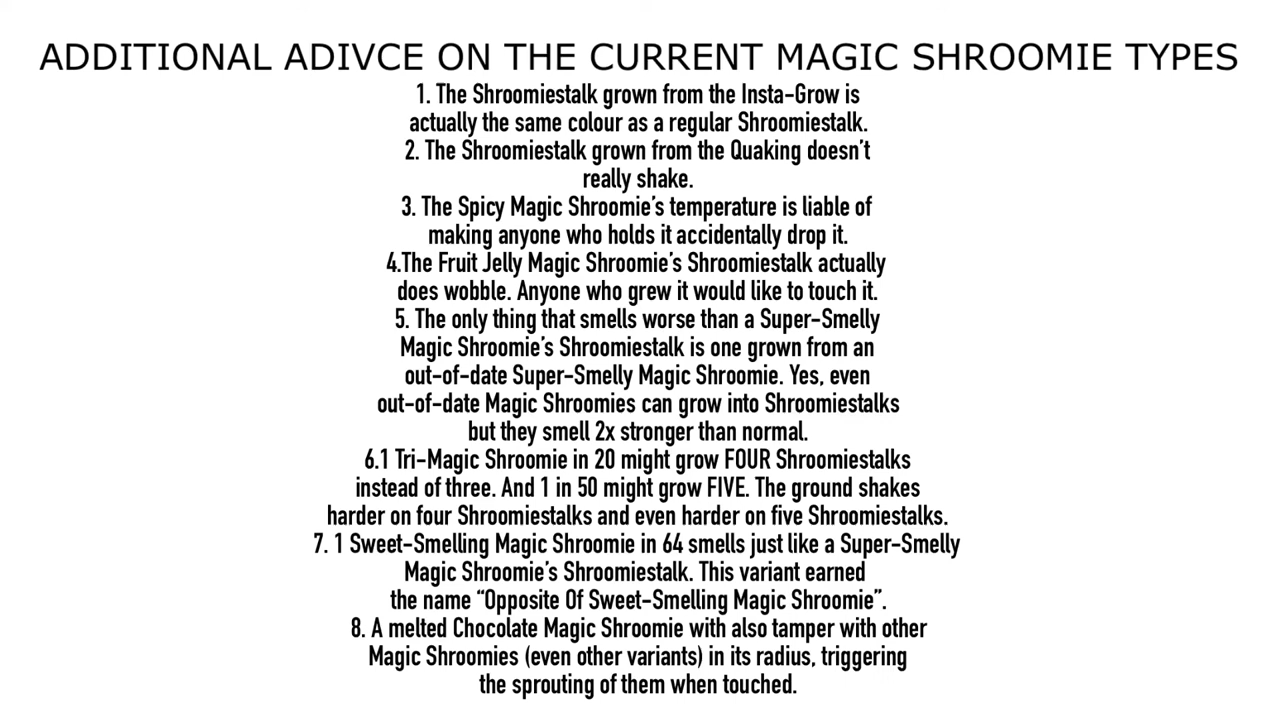 ADDITIONAL ADIVCE ON THE CURRENT MAGIC SHROOMIE TYPES
1. The Shroomiestalk grown from the Insta-Grow is
actually the same colour as a regular Shroomiestalk.
2. The Shroomiestalk grown from the Quaking doesn't
really shake.
3. The Spicy Magic Shroomie's temperature is liable of
making anyone who holds it accidentally drop it.
4.The Fruit Jelly Magic Shroomie's Shroomiestalk actually
does wobble. Anyone who grew it would like to touch it.
5. The only thing that smells worse than a Super-Smelly
Magic Shroomie's Shroomiestalk is one grown from an
out-of-date Super-Smelly Magic Shroomie. Yes, even
out-of-date Magic Shroomies can grow into Shroomiestalks
but they smell 2x stronger than normal.
6.1 Tri-Magic Shroomie in 20 might grow FOUR Shroomiestalks
instead of three. And 1 in 50 might grow FIVE. The ground shakes
harder on four Shroomiestalks and even harder on five Shroomiestalks.
7. 1 Sweet-Smelling Magic Shroomie in 64 smells just like a Super-Smelly
Magic Shroomie's Shroomiestalk. This variant earned
the name “Opposite Of Sweet-Smelling Magic Shroomie”.
8. A melted Chocolate Magic Shroomie with also tamper with other
Magic Shroomies (even other variants) in its radius, triggering
the sprouting of them when touched.